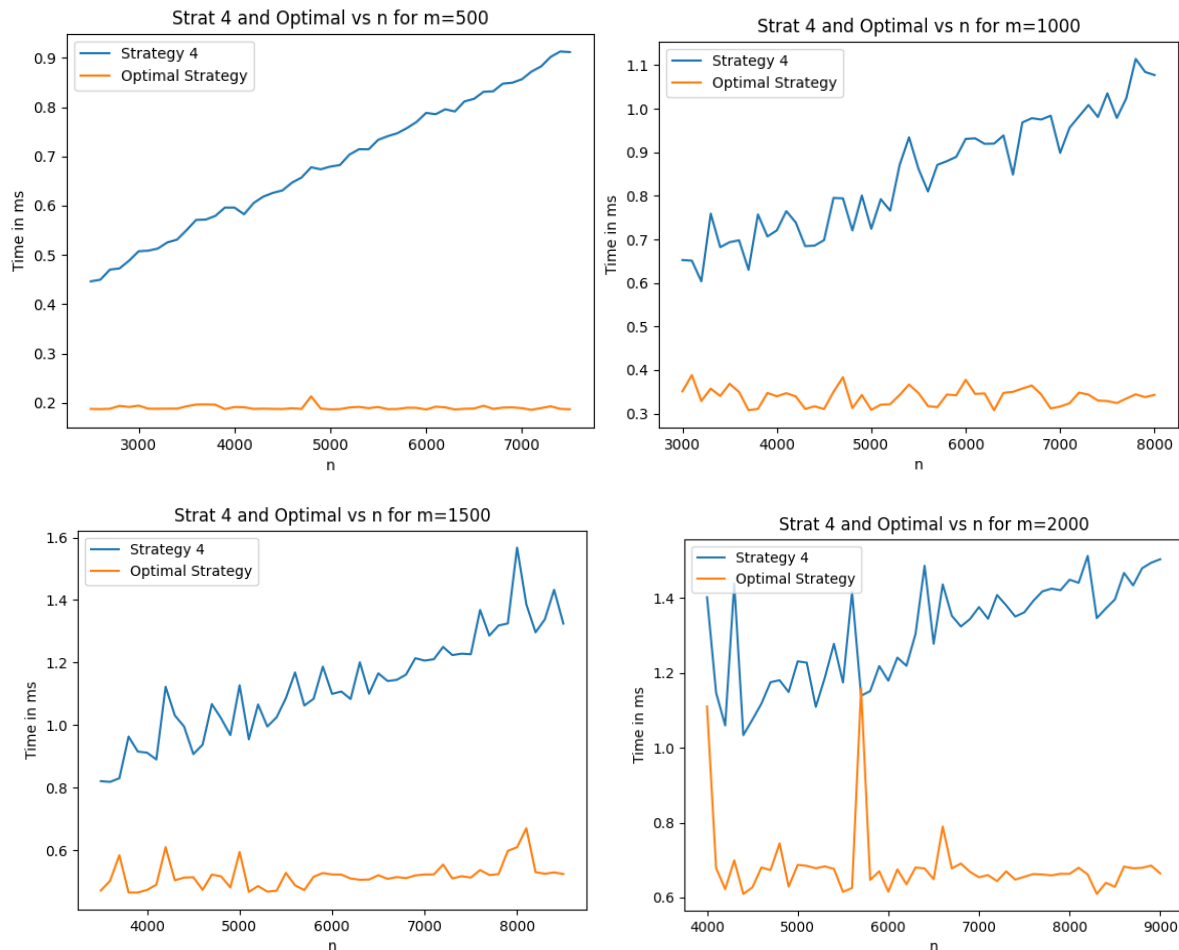 Strat 4 and Optimal vs n for m=500
Strategy 4
Optimal Strategy
0.9
0.8
0.7
0.6
0.5
0.4
0.3
0.2
Time in ms
3000 4000 5000 6000 7000
n
Strat 4 and Optimal vs n for m=1000
Strategy 4
Optimal Strategy
1.1
1.0
0.9
0.8
0.7
0.6
0.5
0.4
0.3
Time in ms
3000 4000 5000 6000 7000 8000
n
Strat 4 and Optimal vs n for m=1500
Strategy 4
Optimal Strategy
1.6
1.4
1.2
1.0
0.8
0.6
Time in ms
4000 5000 6000 7000 8000
n
Strat 4 and Optimal vs n for m=2000
Strategy 4
Optimal Strategy
1.4
1.2
1.0
0.8
0.6
Time in ms
4000 5000 6000 7000 8000 9000
n